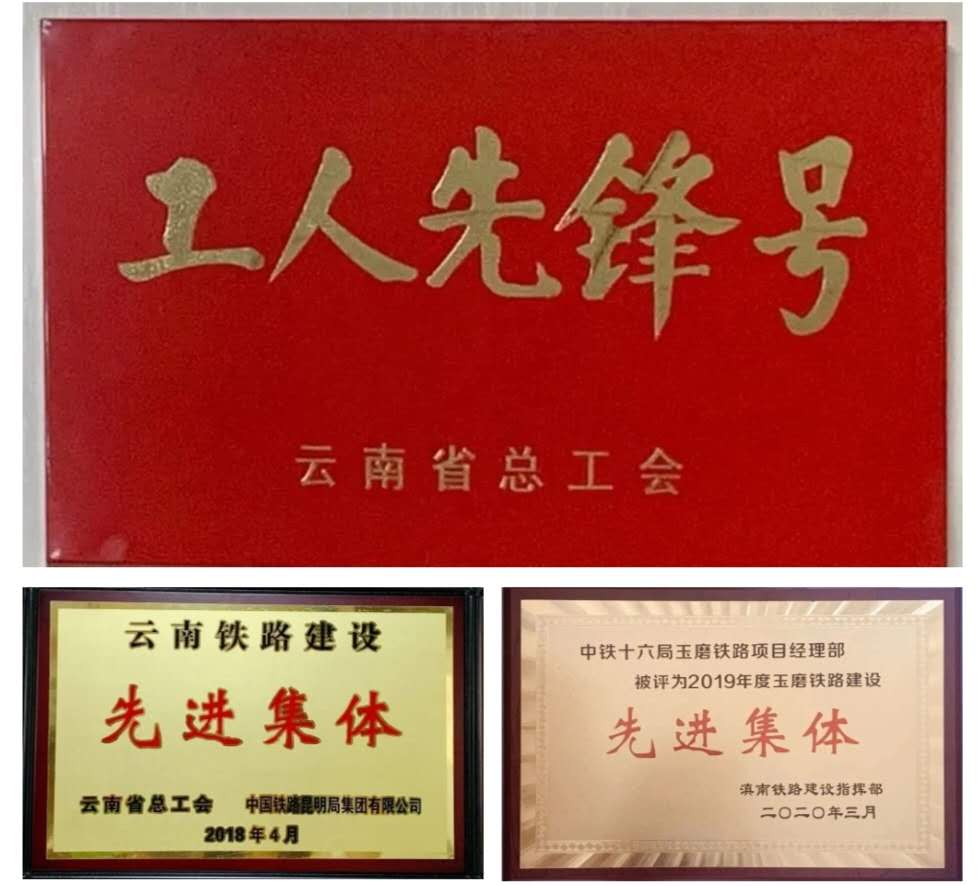 工人先锋号
云南省总工会
云南铁路建设
先进集体
云南省总工会 中国铁路昆明局集团有限公司
2018年4月
中铁十六局玉磨铁路项目经理部
被评为2019年度玉磨铁路建设
先进集体
滇南铁路建设指挥部
二〇二〇年三月